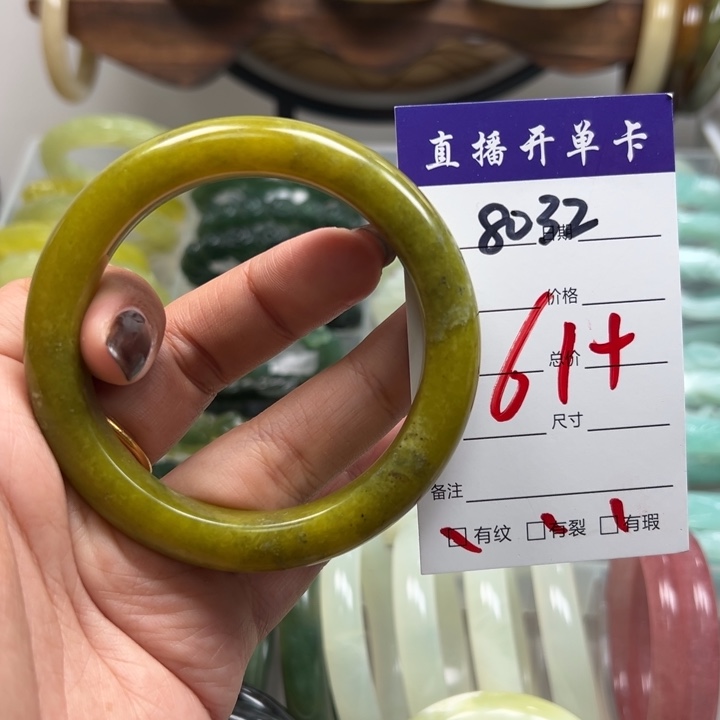 直播开单卡
8032 日期
价格
61+ 总价
尺寸
备注
□有纹 □有裂 □有瑕